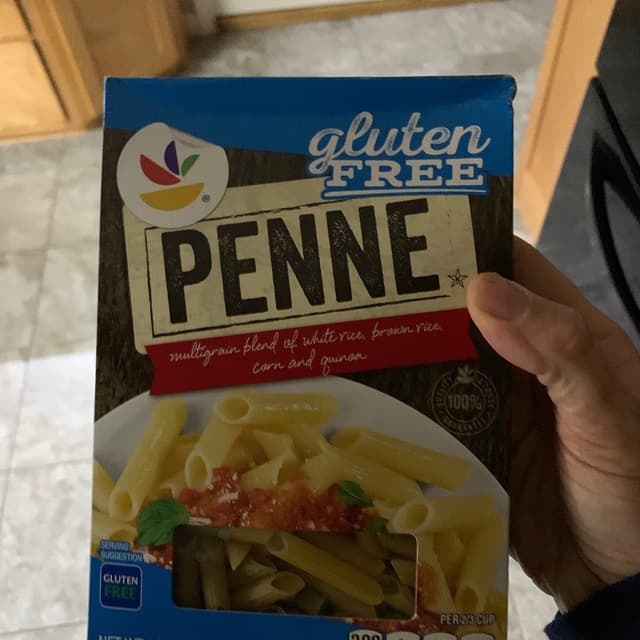 gluten
FREE
PENNE
multigrain blend of white rice, brown rice,
corn and quinoa
100%
SERVING
SUGGESTION
GLUTEN
FREE
PER 2/3 CUP